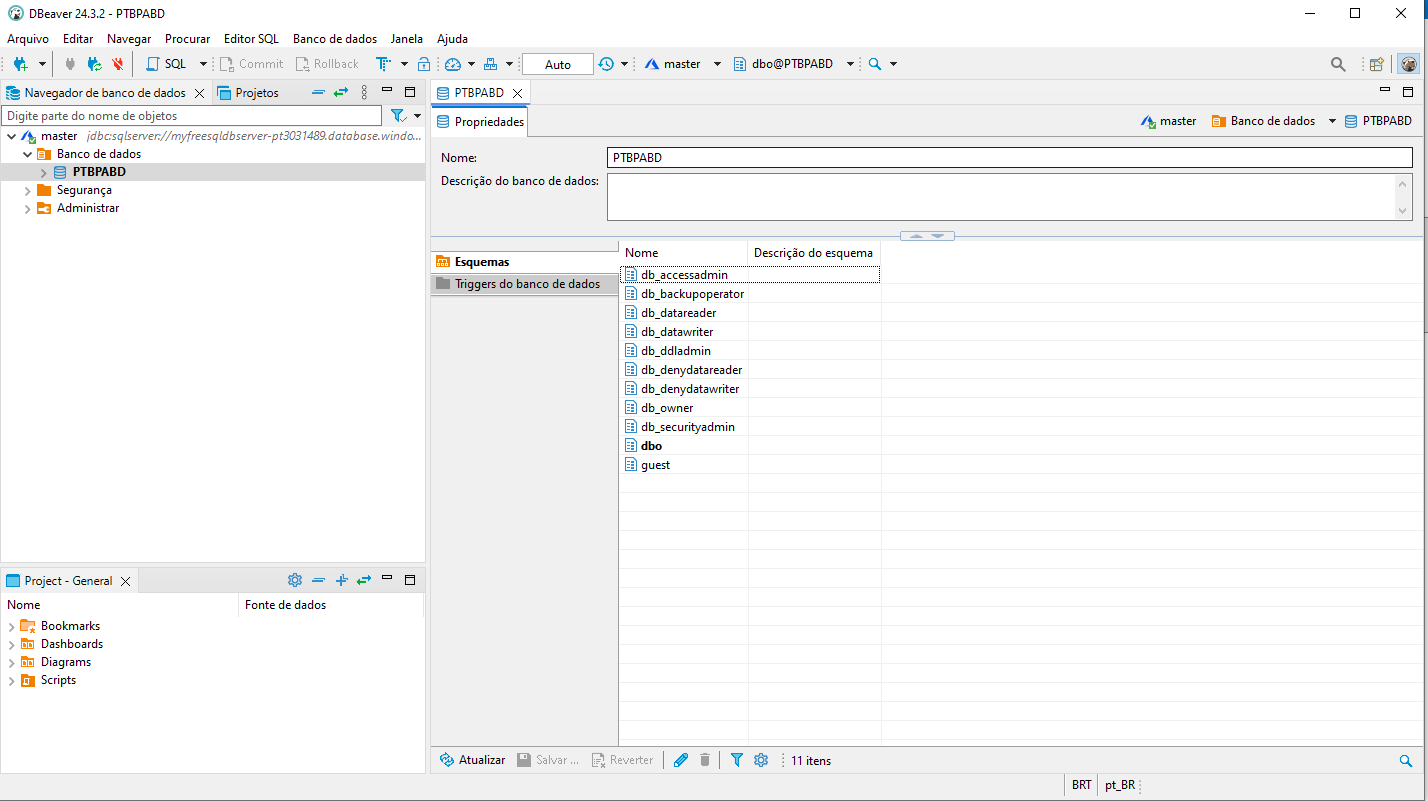 DBeaver 24.3.2 - PTBPABD
Arquivo Editar Navegar Procurar Editor SQL Banco de dados Janela Ajuda
SQL Commit Rollback Auto master dbo@PTBPABD
Navegador de banco de dados Projetos
Digite parte do nome de objetos
master jdbc:sqlserver://myfreesqldbserver-pt3031489.database.windo...
Banco de dados
PTBPABD
Segurança
Administrar
Project - General
Nome Fonte de dados
Bookmarks
Dashboards
Diagrams
Scripts
PTBPABD
Propriedades master Banco de dados PTBPABD
Nome: PTBPABD
Descrição do banco de dados:
Esquemas
Triggers do banco de dados
Nome Descrição do esquema
db_accessadmin
db_backupoperator
db_datareader
db_datawriter
db_ddladmin
db_denydatareader
db_denydatawriter
db_owner
db_securityadmin
dbo
guest
Atualizar Salvar ... Reverter 11 itens
BRT pt_BR